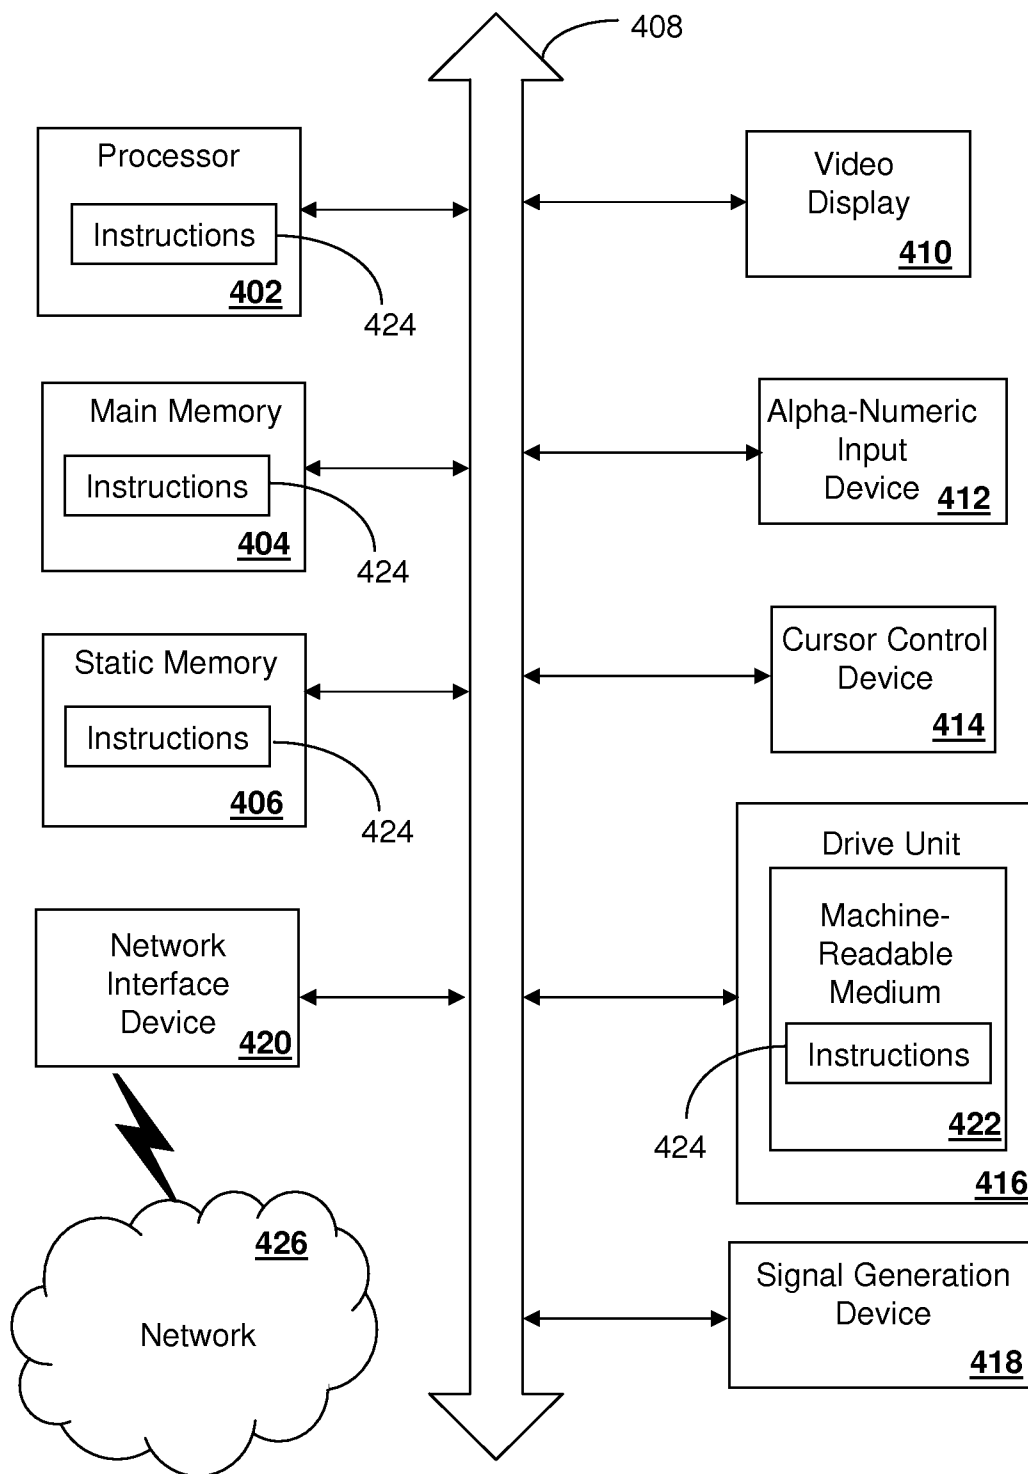 408
Processor
Instructions
402
424
Main Memory
Instructions
404
424
Static Memory
Instructions
406
424
Network
Interface
Device
420
426
Network
Video
Display
410
Alpha-Numeric
Input
Device
412
Cursor Control
Device
414
Drive Unit
Machine-
Readable
Medium
Instructions
422
424
416
Signal Generation
Device
418